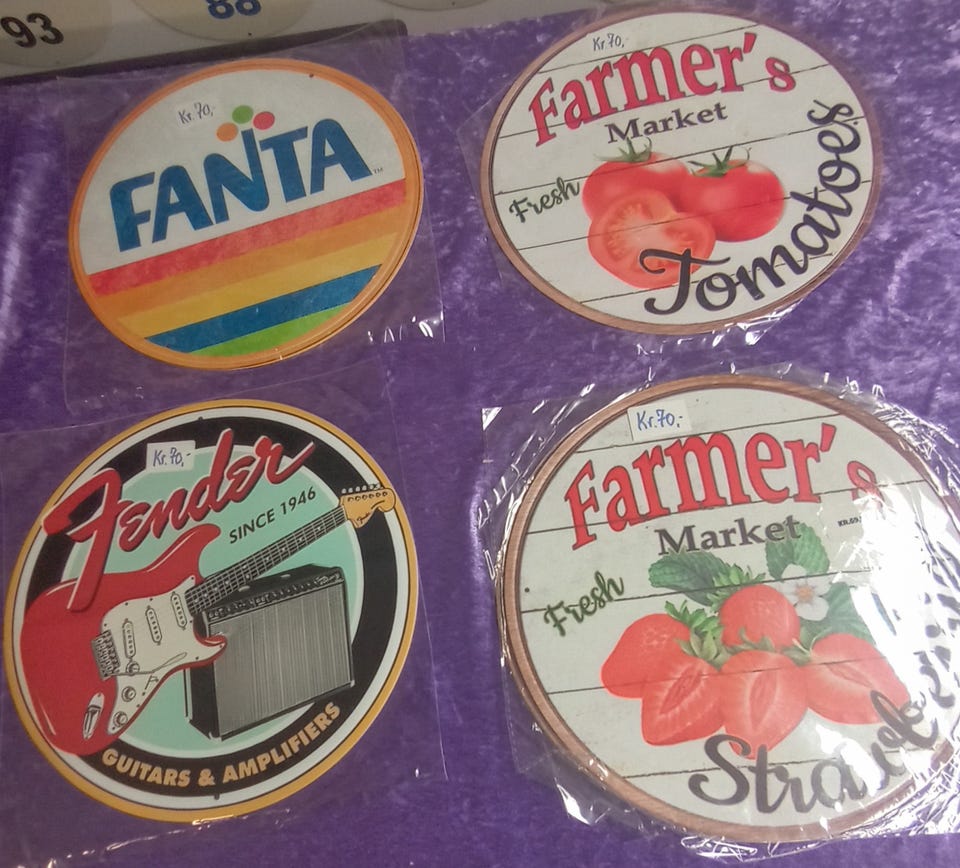 93
88
Kr.70,-
FANTA
TM
Kr.70,-
Farmer's
Market
Fresh
Tomatoes
Kr.70,-
Fender
SINCE 1946
GUITARS & AMPLIFIERS
Kr.70,-
Farmer's
Market
Fresh